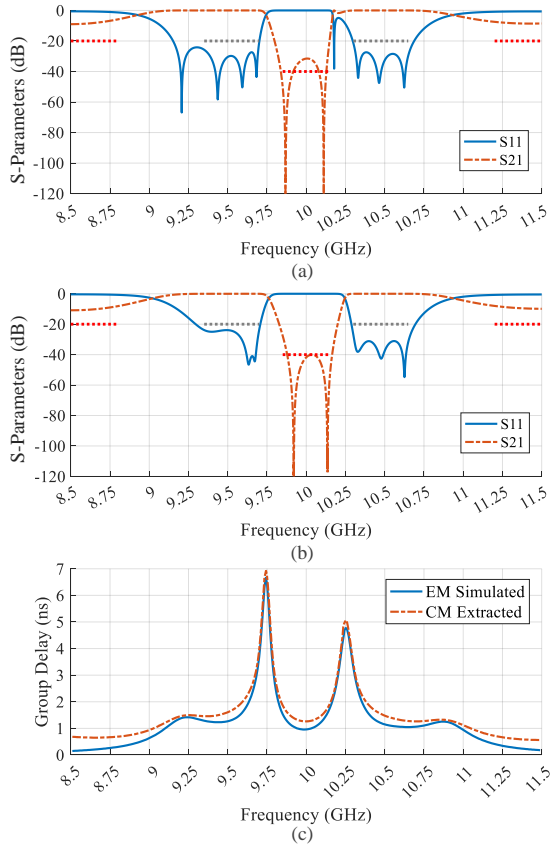 0
-20
-40
-60
-80
-100
-120
S-Parameters (dB)
S11
S21
8.5 8.75 9 9.25 9.5 9.75 10 10.25 10.5 10.75 11 11.25 11.5
Frequency (GHz)
(a)
0
-20
-40
-60
-80
-100
-120
S-Parameters (dB)
S11
S21
8.5 8.75 9 9.25 9.5 9.75 10 10.25 10.5 10.75 11 11.25 11.5
Frequency (GHz)
(b)
7
6
5
4
3
2
1
0
Group Delay (ns)
EM Simulated
CM Extracted
8.5 8.75 9 9.25 9.5 9.75 10 10.25 10.5 10.75 11 11.25 11.5
Frequency (GHz)
(c)